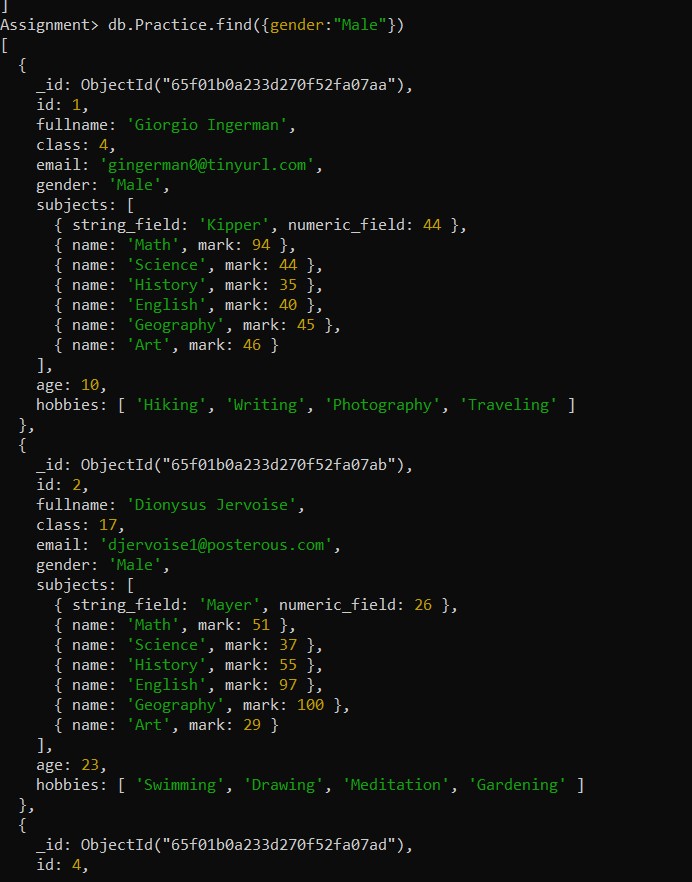 ]
Assignment> db.Practice.find({gender:"Male"})
[
  {
    _id: ObjectId("65f01b0a233d270f52fa07aa"),
    id: 1,
    fullname: 'Giorgio Ingerman',
    class: 4,
    email: 'gingerman0@tinyurl.com',
    gender: 'Male',
    subjects: [
      { string_field: 'Kipper', numeric_field: 44 },
      { name: 'Math', mark: 94 },
      { name: 'Science', mark: 44 },
      { name: 'History', mark: 35 },
      { name: 'English', mark: 40 },
      { name: 'Geography', mark: 45 },
      { name: 'Art', mark: 46 }
    ],
    age: 10,
    hobbies: [ 'Hiking', 'Writing', 'Photography', 'Traveling' ]
  },
  {
    _id: ObjectId("65f01b0a233d270f52fa07ab"),
    id: 2,
    fullname: 'Dionysus Jervoise',
    class: 17,
    email: 'djervoise1@posterous.com',
    gender: 'Male',
    subjects: [
      { string_field: 'Mayer', numeric_field: 26 },
      { name: 'Math', mark: 51 },
      { name: 'Science', mark: 37 },
      { name: 'History', mark: 55 },
      { name: 'English', mark: 97 },
      { name: 'Geography', mark: 100 },
      { name: 'Art', mark: 29 }
    ],
    age: 23,
    hobbies: [ 'Swimming', 'Drawing', 'Meditation', 'Gardening' ]
  },
  {
    _id: ObjectId("65f01b0a233d270f52fa07ad"),
    id: 4,